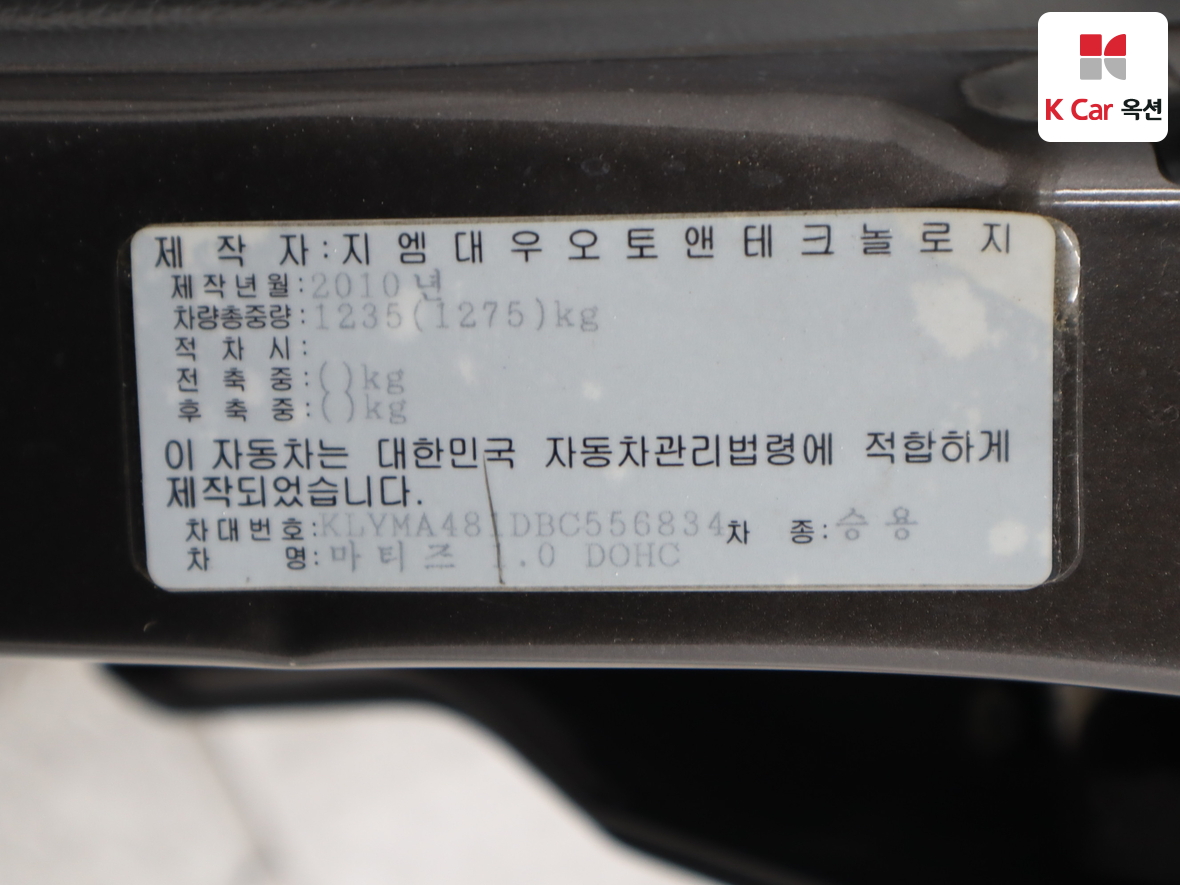 K Car 옥션
제 작 자 : 지 엠 대 우 오 토 앤 테 크 놀 로 지
제 작 년 월 : 2010 년
차량총중량 : 1235(1275)kg
적 차 시 :
전 축 중 : ( )kg
후 축 중 : ( )kg
이 자동차는 대한민국 자동차관리법령에 적합하게
제작되었습니다.
차 대 번 호 : KLYMA481DBC556834 차 종 : 승 용
차 명 : 마 티 즈 1.0 DOHC